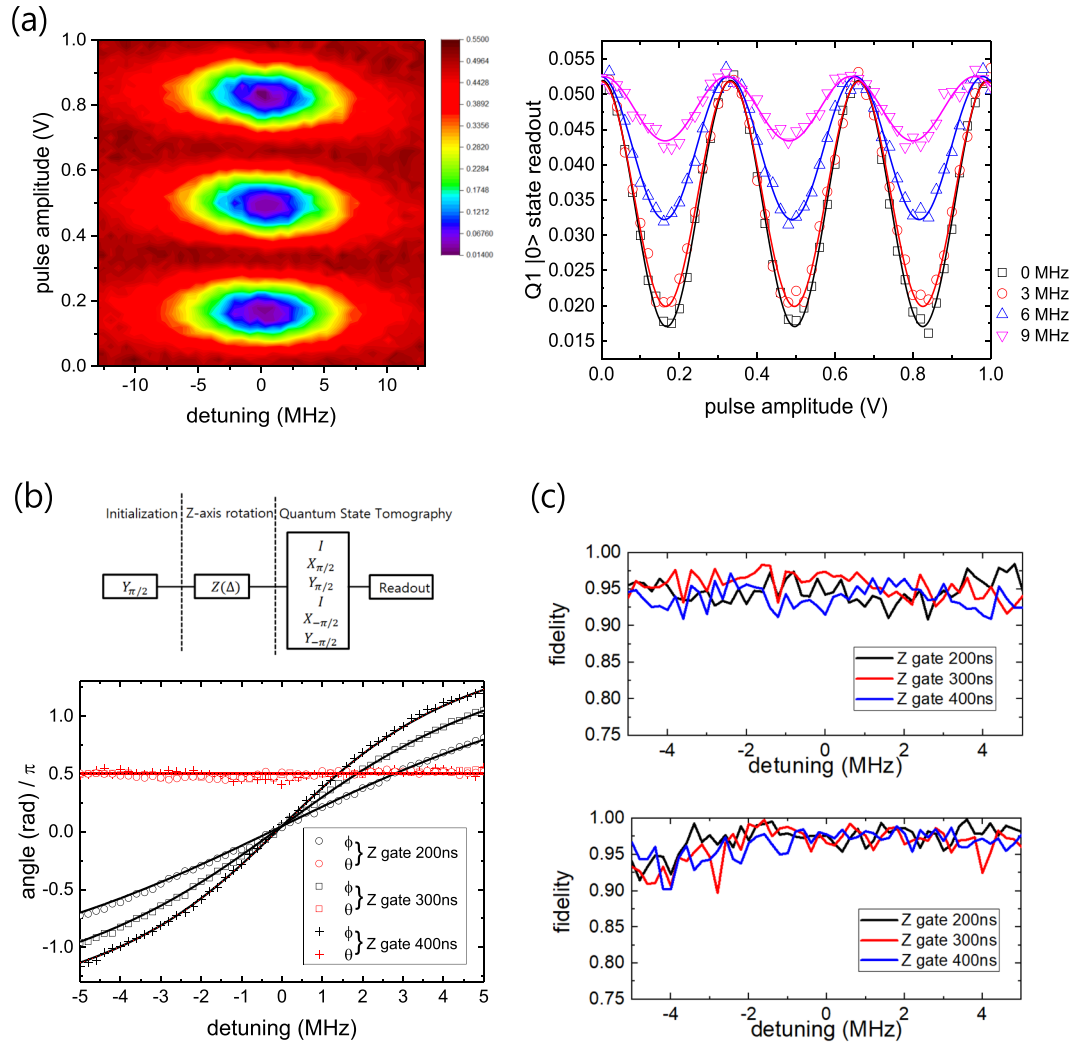 (a)
1.0
0.8
0.6
0.4
0.2
0.0
pulse amplitude (V)
-10 -5 0 5 10
detuning (MHz)
0.5500
0.4964
0.4428
0.3892
0.3356
0.2820
0.2284
0.1748
0.1212
0.06760
0.01400
0.055
0.050
0.045
0.040
0.035
0.030
0.025
0.020
0.015
Q1 |0> state readout
0.0 0.2 0.4 0.6 0.8 1.0
pulse amplitude (V)
0 MHz
3 MHz
6 MHz
9 MHz
(b)
Initialization Z-axis rotation Quantum State Tomography
Yπ/2
Z(Δ)
I
Xπ/2
Yπ/2
I
X−π/2
Y−π/2
Readout
1.0
0.5
0.0
-0.5
-1.0
angle (rad) / π
-5 -4 -3 -2 -1 0 1 2 3 4 5
detuning (MHz)
ϕ
θ
} Z gate 200ns
ϕ
θ
} Z gate 300ns
ϕ
θ
} Z gate 400ns
(c)
1.00
0.95
0.90
0.85
0.80
0.75
fidelity
Z gate 200ns
Z gate 300ns
Z gate 400ns
-4 -2 0 2 4
detuning (MHz)
1.00
0.95
0.90
0.85
0.80
0.75
fidelity
Z gate 200ns
Z gate 300ns
Z gate 400ns
-4 -2 0 2 4
detuning (MHz)